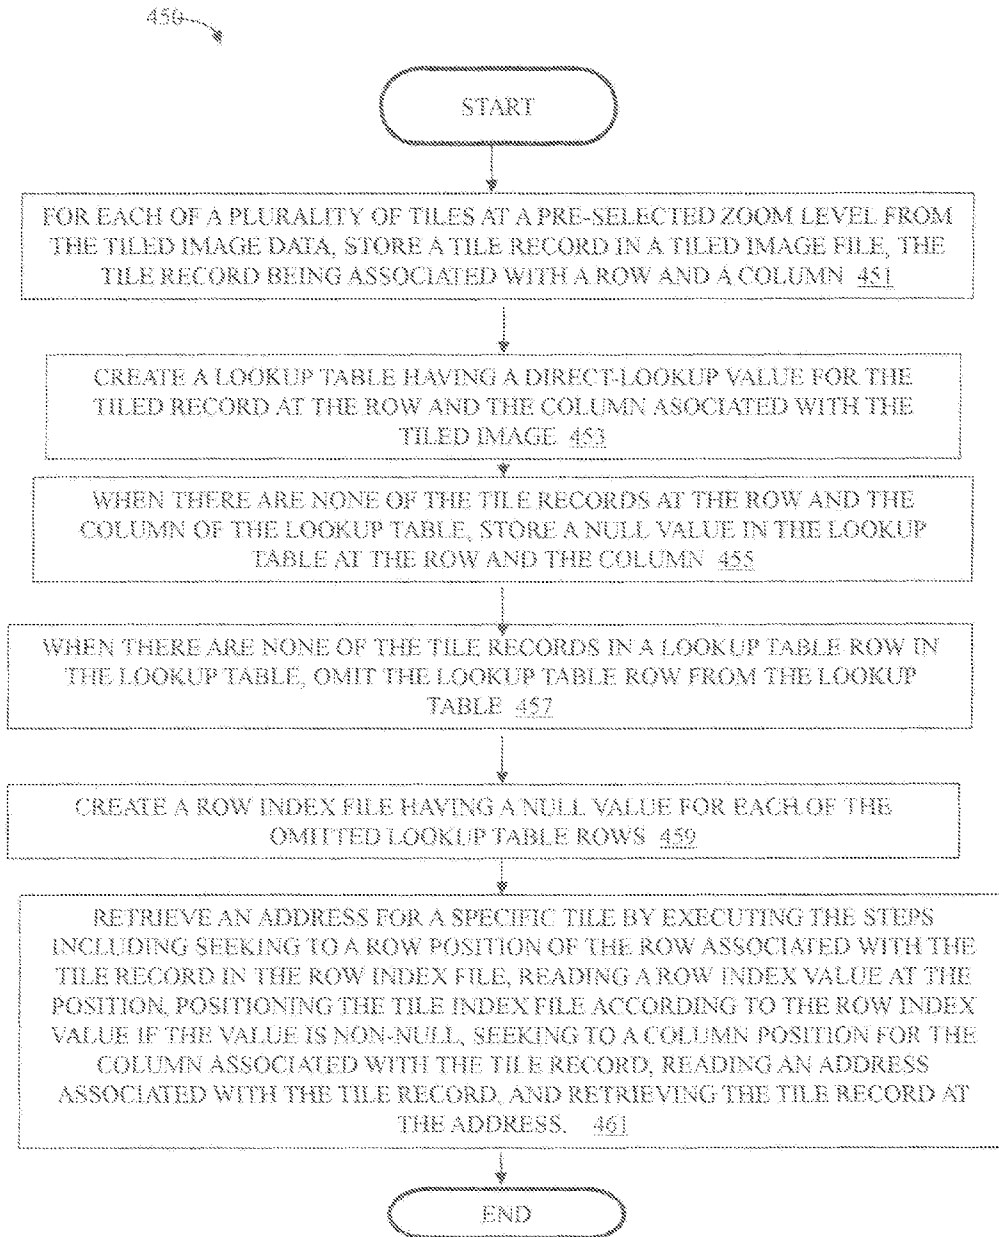 450
START
FOR EACH OF A PLURALITY OF TILES AT A PRE-SELECTED ZOOM LEVEL FROM
THE TILED IMAGE DATA, STORE A TILE RECORD IN A TILED IMAGE FILE, THE
TILE RECORD BEING ASSOCIATED WITH A ROW AND A COLUMN 451
CREATE A LOOKUP TABLE HAVING A DIRECT-LOOKUP VALUE FOR THE
TILED RECORD AT THE ROW AND THE COLUMN ASOCIATED WITH THE
TILED IMAGE 453
WHEN THERE ARE NONE OF THE TILE RECORDS AT THE ROW AND THE
COLUMN OF THE LOOKUP TABLE, STORE A NULL VALUE IN THE LOOKUP
TABLE AT THE ROW AND THE COLUMN 455
WHEN THERE ARE NONE OF THE TILE RECORDS IN A LOOKUP TABLE ROW IN
THE LOOKUP TABLE, OMIT THE LOOKUP TABLE ROW FROM THE LOOKUP
TABLE 457
CREATE A ROW INDEX FILE HAVING A NULL VALUE FOR EACH OF THE
OMITTED LOOKUP TABLE ROWS 459
RETRIEVE AN ADDRESS FOR A SPECIFIC TILE BY EXECUTING THE STEPS
INCLUDING SEEKING TO A ROW POSITION OF THE ROW ASSOCIATED WITH THE
TILE RECORD IN THE ROW INDEX FILE, READING A ROW INDEX VALUE AT THE
POSITION, POSITIONING THE TILE INDEX FILE ACCORDING TO THE ROW INDEX
VALUE IF THE VALUE IS NON-NULL, SEEKING TO A COLUMN POSITION FOR THE
COLUMN ASSOCIATED WITH THE TILE RECORD, READING AN ADDRESS
ASSOCIATED WITH THE TILE RECORD, AND RETRIEVING THE TILE RECORD AT
THE ADDRESS. 461
END